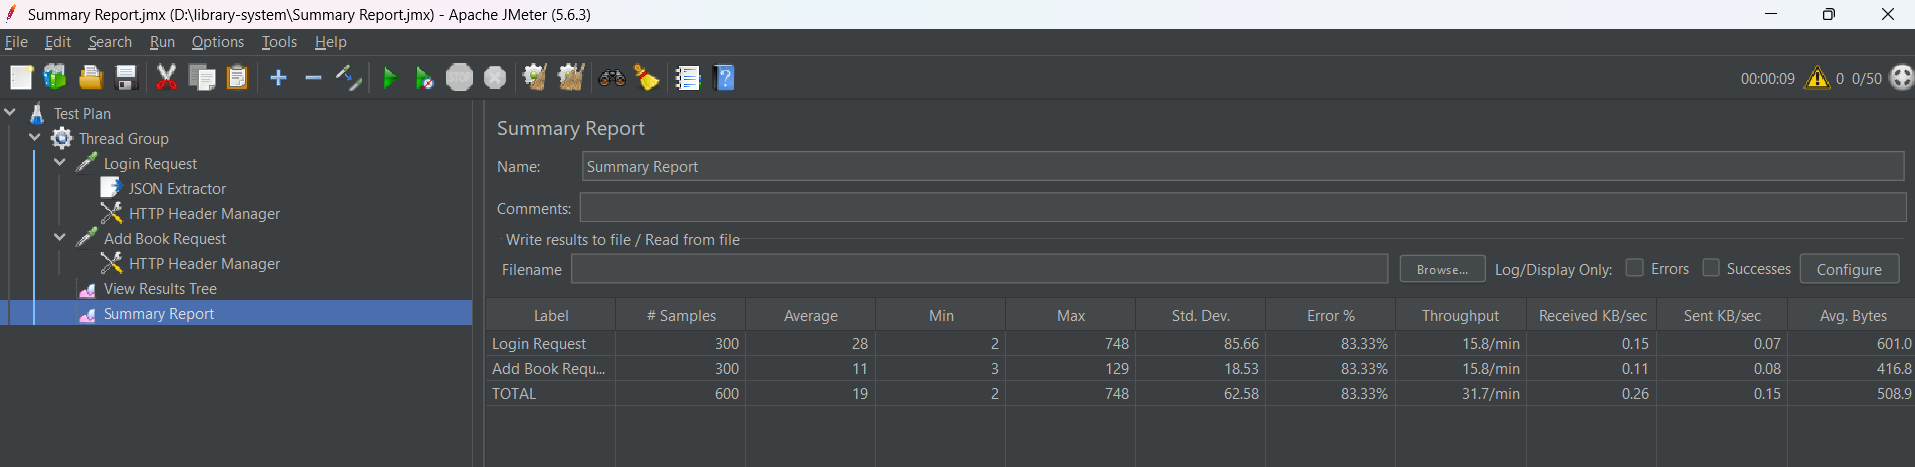 Summary Report.jmx (D:\library-system\Summary Report.jmx) - Apache JMeter (5.6.3)
File Edit Search Run Options Tools Help
STOP 00:00:09 0 0/50
Test Plan
Thread Group
Login Request
JSON Extractor
HTTP Header Manager
Add Book Request
HTTP Header Manager
View Results Tree
Summary Report
Summary Report
Name: Summary Report
Comments:
Write results to file / Read from file
Filename Browse... Log/Display Only: Errors Successes Configure
Label # Samples Average Min Max Std. Dev. Error % Throughput Received KB/sec Sent KB/sec Avg. Bytes
Login Request 300 28 2 748 85.66 83.33% 15.8/min 0.15 0.07 601.0
Add Book Requ... 300 11 3 129 18.53 83.33% 15.8/min 0.11 0.08 416.8
TOTAL 600 19 2 748 62.58 83.33% 31.7/min 0.26 0.15 508.9